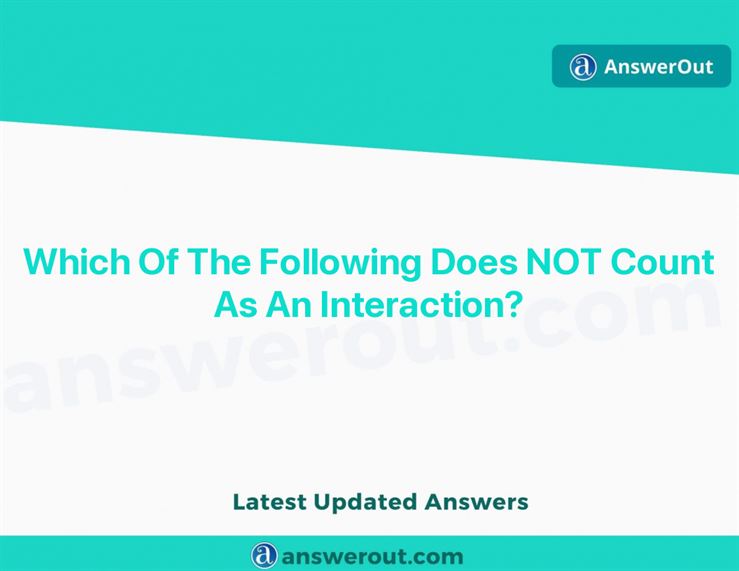 AnswerOut
Which Of The Following Does NOT Count
As An Interaction?
answerout.com
Latest Updated Answers
answerout.com